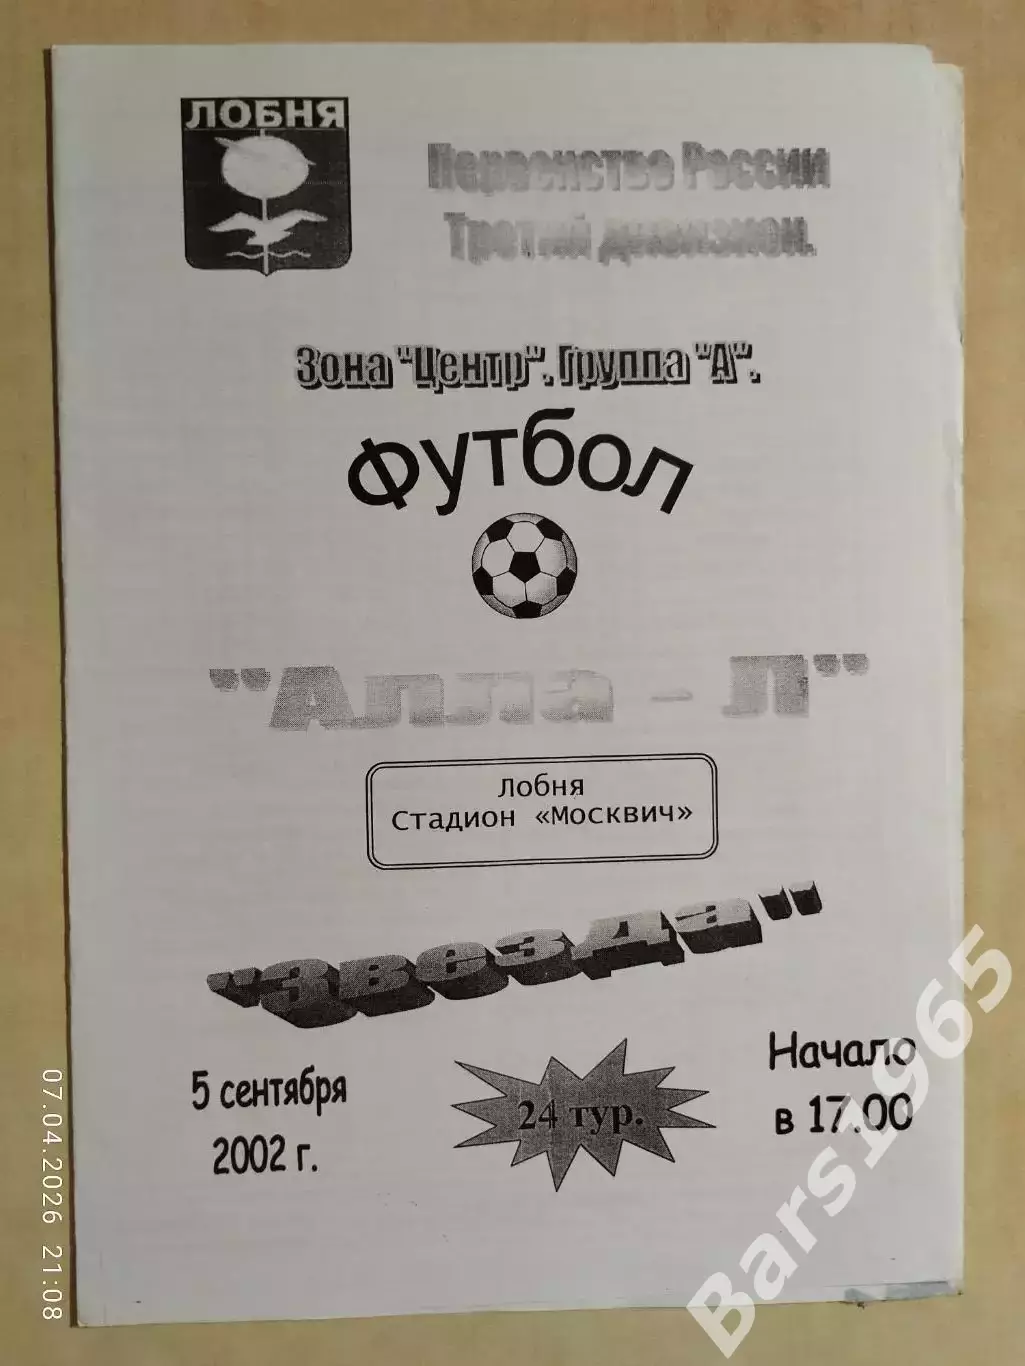 ЛОБНЯ
Первенство России
Третий дивизион.
Зона "Центр". Группа "А".
Футбол
"Алла - Л"
Лобня
Стадион «Москвич»
"Звезда"
5 сентября
2002 г.
24 тур.
Начало
в 17.00
07.04.2026 21:08
Bars1965